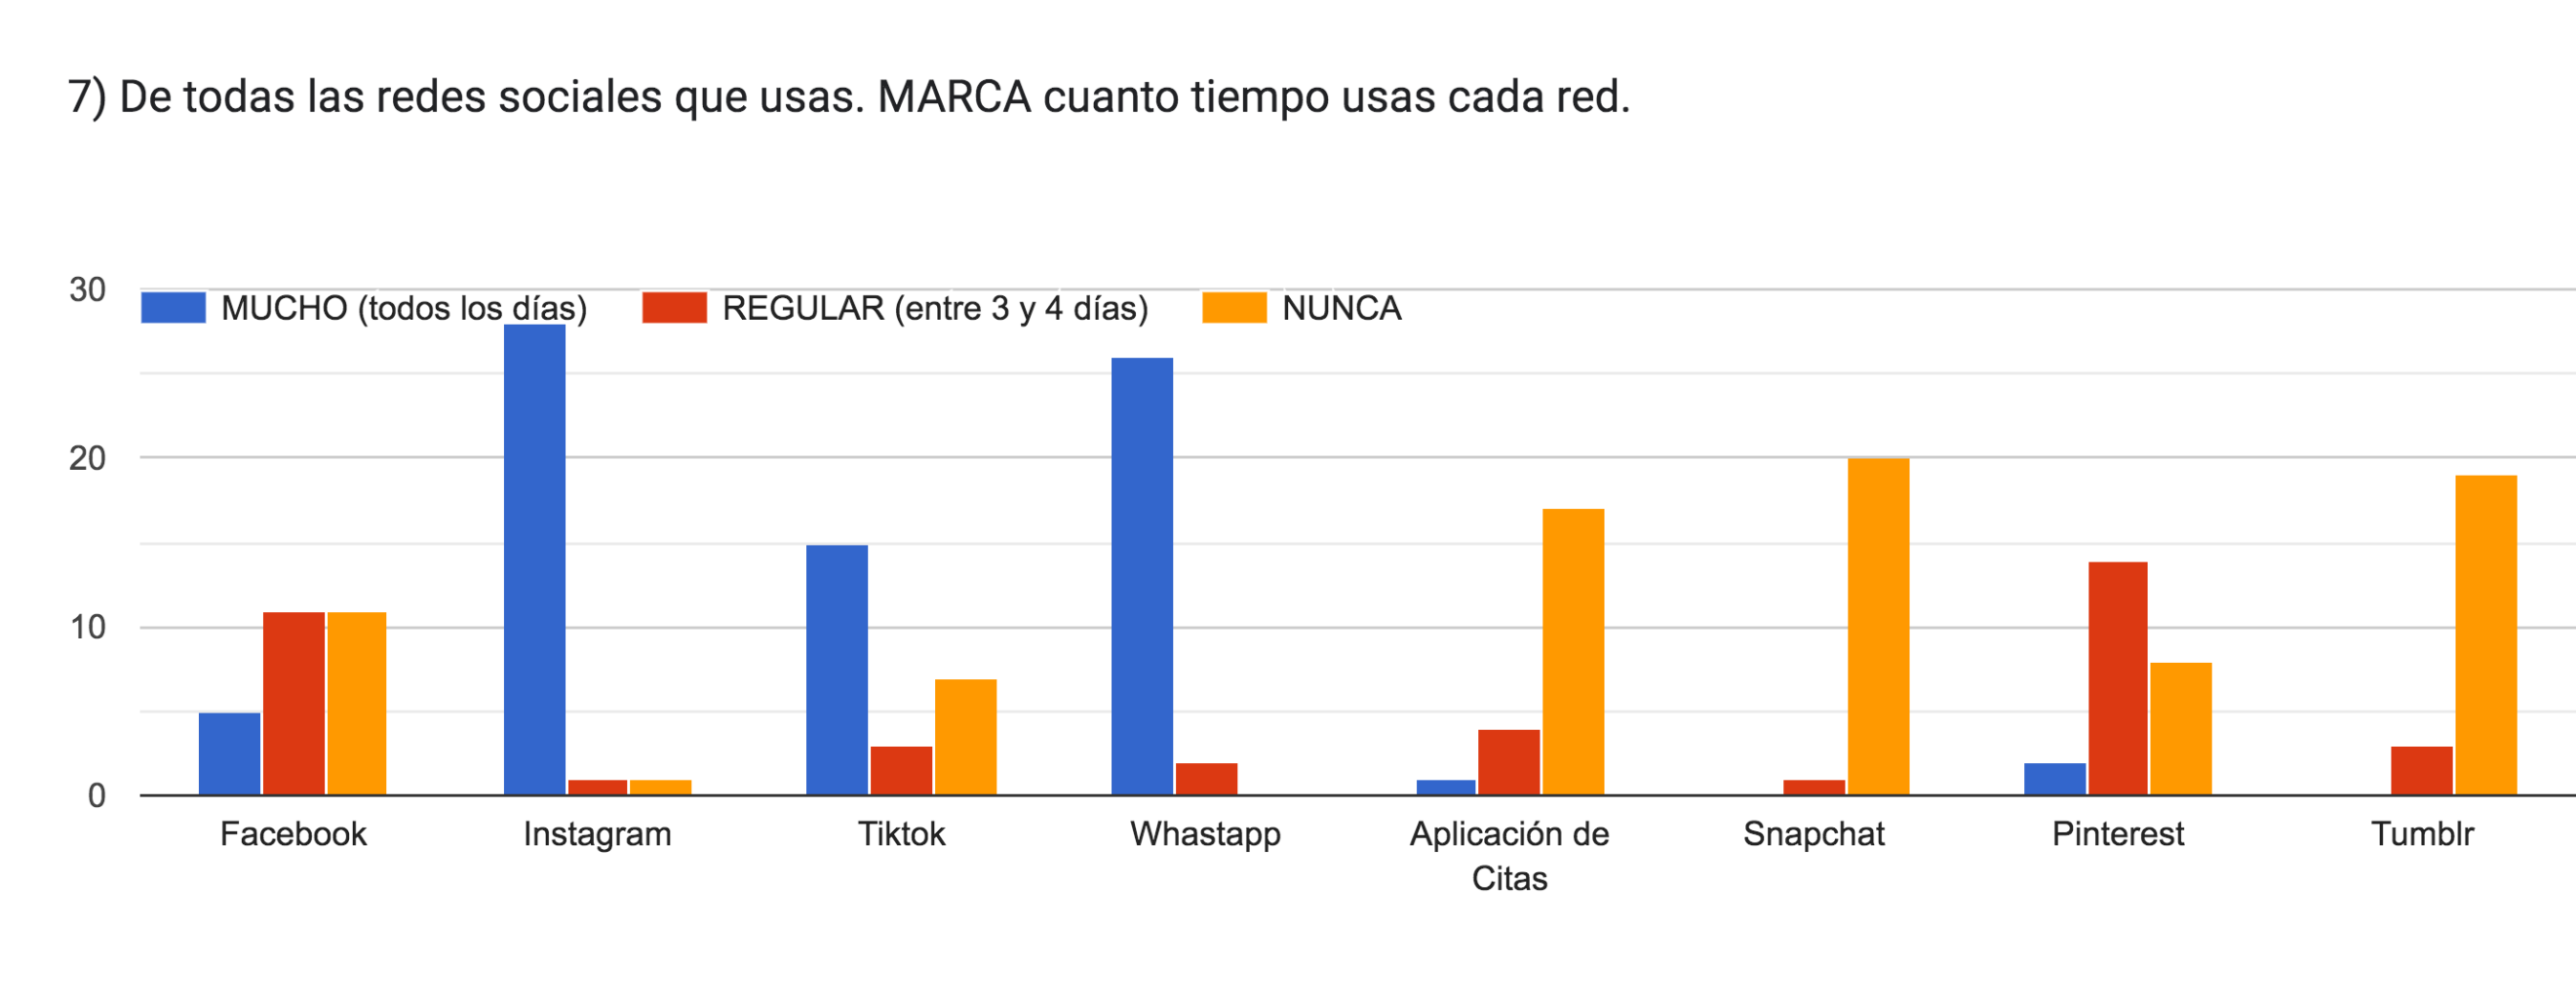 7) De todas las redes sociales que usas. MARCA cuanto tiempo usas cada red.
30
MUCHO (todos los días)
REGULAR (entre 3 y 4 días)
NUNCA
20
10
0
Facebook
Instagram
Tiktok
Whastapp
Aplicación de
Citas
Snapchat
Pinterest
Tumblr